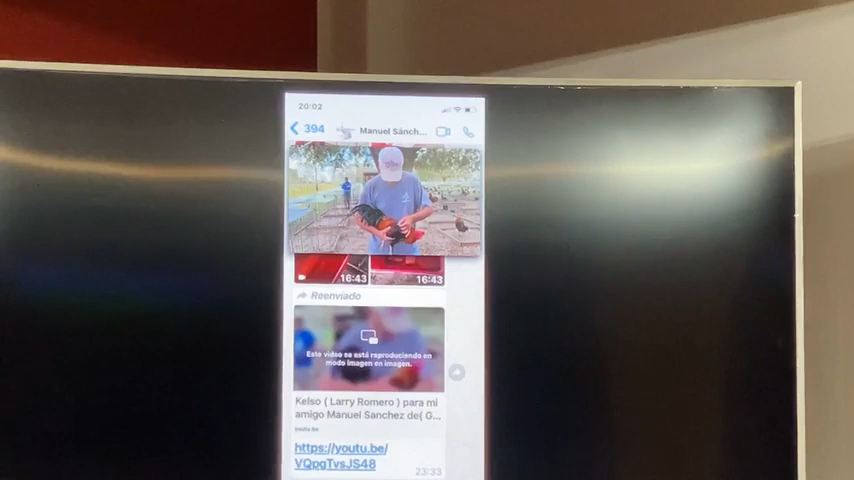 20:02
394
Manuel Sánch...
16:43
16:43
Reenviado
Este video se está reproduciendo en
modo imagen en imagen.
Kelso ( Larry Romero ) para mi
amigo Manuel Sanchez de( G...
youtu.be
https://youtu.be/
VQpgTvsJS48
23:33